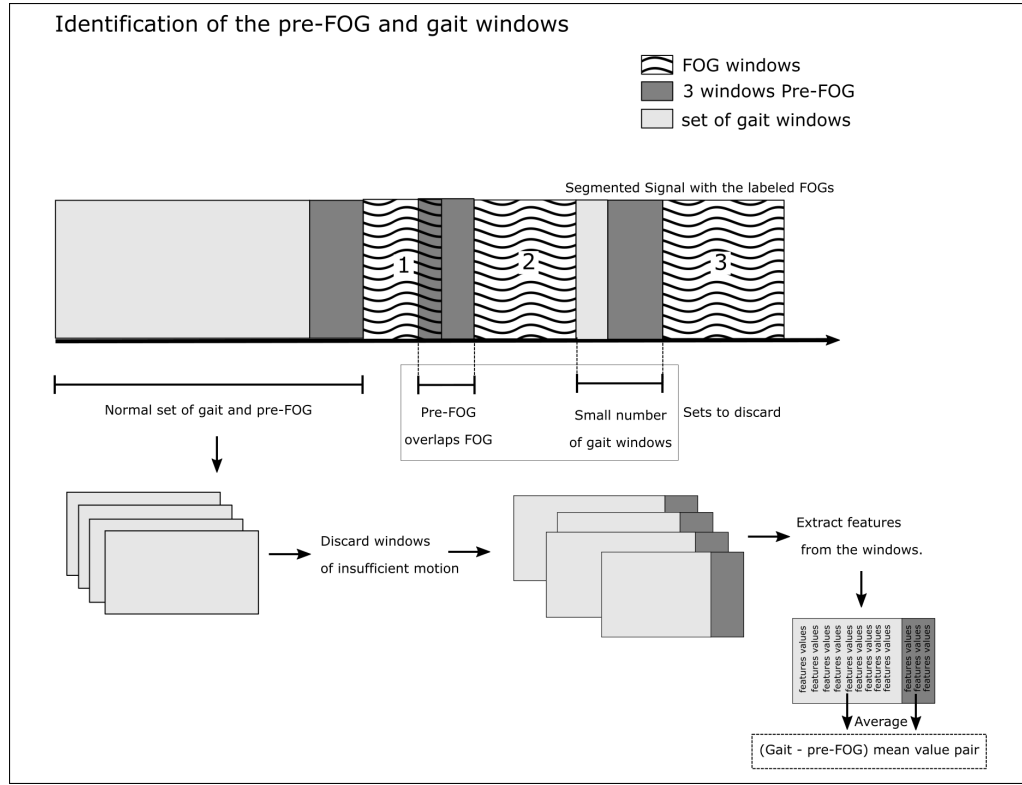 Identification of the pre-FOG and gait windows
FOG windows
3 windows Pre-FOG
set of gait windows
Segmented Signal with the labeled FOGs
1
2
3
Normal set of gait and pre-FOG
Pre-FOG
overlaps FOG
Small number
of gait windows
Sets to discard
Discard windows
of insufficient motion
Extract features
from the windows.
features values
features values
features values
features values
features values
features values
features values
features values
features values
features values
features values
Average
(Gait - pre-FOG) mean value pair